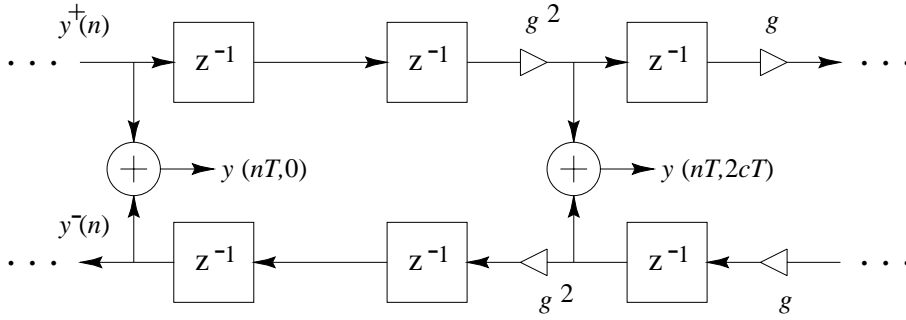 y⁺(n) g² g
. . . z⁻¹ z⁻¹ z⁻¹ . . .
+ y (nT,0) + y (nT,2cT)
y⁻(n)
. . . z⁻¹ z⁻¹ z⁻¹ . . .
g² g